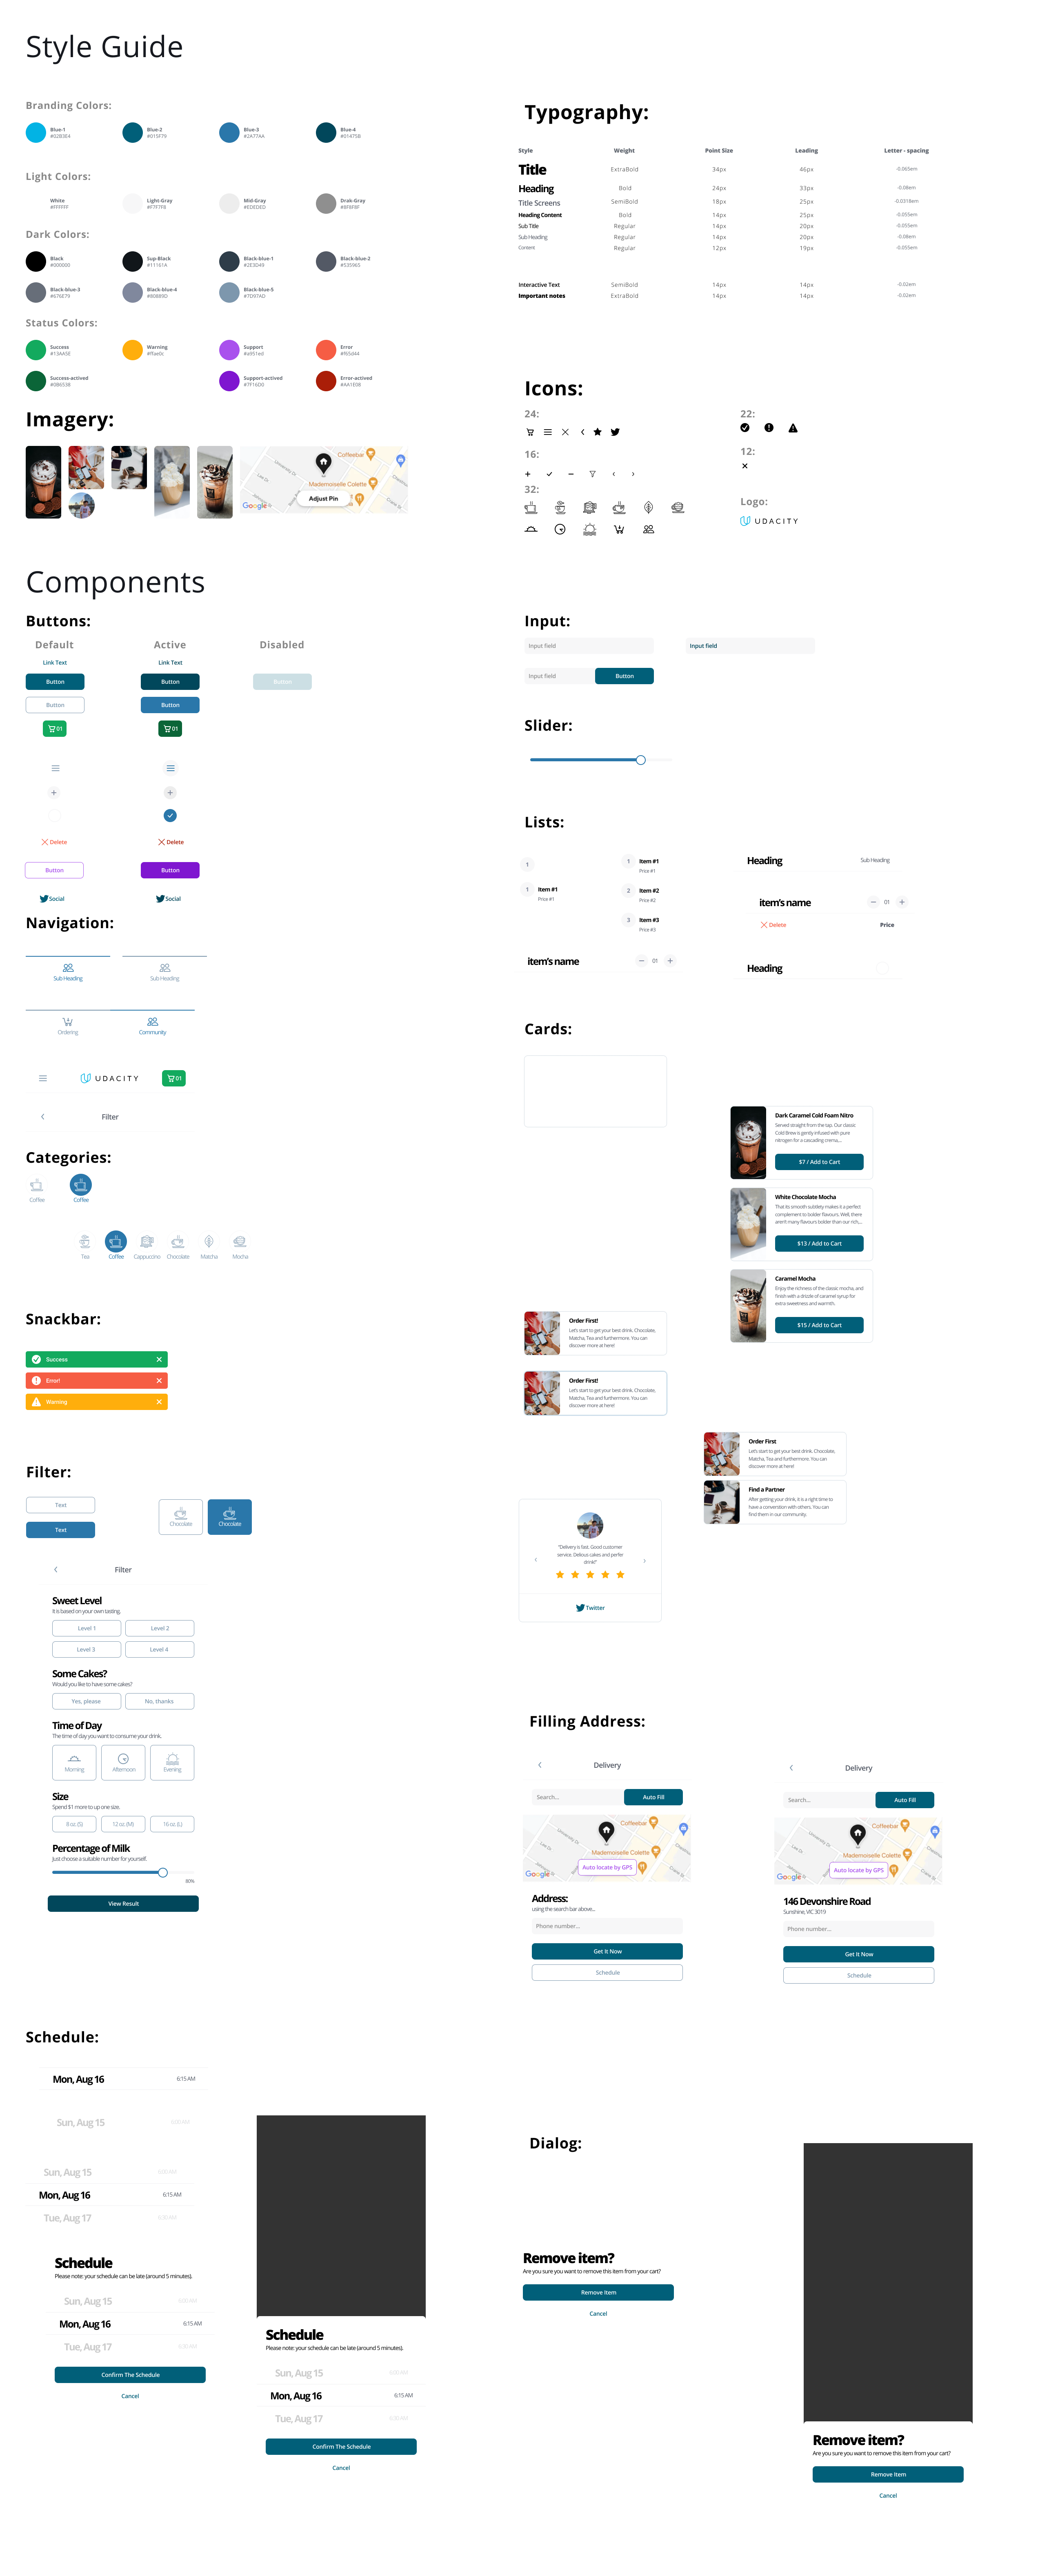 Style Guide
Branding Colors:
Blue-1
#02B3E4
Blue-2
#015F79
Blue-3
#2A77AA
Blue-4
#01475B
Light Colors:
White
#FFFFFF
Light-Gray
#F7F7F8
Mid-Gray
#EDEDED
Drak-Gray
#8F8F8F
Dark Colors:
Black
#000000
Sup-Black
#11161A
Black-blue-1
#2E3D49
Black-blue-2
#535965
Black-blue-3
#676E79
Black-blue-4
#80889D
Black-blue-5
#7D97AD
Status Colors:
Success
#13AA5E
Warning
#ffae0c
Support
#a951ed
Error
#f65d44
Success-actived
#0B6538
Support-actived
#7F16D0
Error-actived
#AA1E08
Typography:
Style Weight Point Size Leading Letter - spacing
Title ExtraBold 34px 46px -0.065em
Heading Bold 24px 33px -0.08em
Title Screens SemiBold 18px 25px -0.0318em
Heading Content Bold 14px 25px -0.055em
Sub Title Regular 14px 20px -0.055em
Sub Heading Regular 14px 20px -0.08em
Content Regular 12px 19px -0.055em
Interactive Text SemiBold 14px 14px -0.02em
Important notes ExtraBold 14px 14px -0.02em
Imagery:
Coffeebar
University Dr
Mademoiselle Colette
Adjust Pin
Google
Icons:
24:
22:
16:
12:
32:
Logo:
UDACITY
Components
Buttons:
Default Active Disabled
Link Text Link Text
Button Button Button
Button Button
01 01
Delete Delete
Button Button
Social Social
Input:
Input field Input field
Input field Button
Slider:
Lists:
1
1 Item #1
Price #1
1 Item #1
Price #1
2 Item #2
Price #2
3 Item #3
Price #3
item's name 01
Heading Sub Heading
item's name 01
Delete Price
Heading
Navigation:
Sub Heading Sub Heading
Ordering Community
UDACITY 01
Filter
Categories:
Coffee Coffee
Tea Coffee Cappuccino Chocolate Matcha Mocha
Snackbar:
Success
Error!
Warning
Cards:
Dark Caramel Cold Foam Nitro
Served straight from the tap. Our classic
Cold Brew is gently infused with pure
nitrogen for a cascading crema,...
$7 / Add to Cart
White Chocolate Mocha
That its smooth subtlety makes it a perfect
complement to bolder flavours. Well, there
aren't many flavours bolder than our rich,...
$13 / Add to Cart
Caramel Mocha
Enjoy the richness of the classic mocha, and
finish with a drizzle of caramel syrup for
extra sweetness and warmth.
$15 / Add to Cart
Order First!
Let's start to get your best drink. Chocolate,
Matcha, Tea and furthermore. You can
discover more at here!
Order First!
Let's start to get your best drink. Chocolate,
Matcha, Tea and furthermore. You can
discover more at here!
Order First
Let's start to get your best drink. Chocolate,
Matcha, Tea and furthermore. You can
discover more at here!
Find a Partner
After getting your drink, it is a right time to
have a converstion with others. You can
find them in our community.
"Delivery is fast. Good customer
service. Delious cakes and perfer
drink!"
Twitter
Filter:
Text
Text
Chocolate Chocolate
Filter
Sweet Level
It is based on your own tasting.
Level 1 Level 2
Level 3 Level 4
Some Cakes?
Would you like to have some cakes?
Yes, please No, thanks
Time of Day
The time of day you want to consume your drink.
Morning Afternoon Evening
Size
Spend $1 more to up one size.
8 oz. (S) 12 oz. (M) 16 oz. (L)
Percentage of Milk
Just choose a suitable number for yourself.
80%
View Result
Filling Address:
Delivery
Search... Auto Fill
Coffeebar
University Dr
Mademoiselle Colette
Auto locate by GPS
Google
Address:
using the search bar above...
Phone number...
Get It Now
Schedule
Delivery
Search... Auto Fill
Coffeebar
University Dr
Mademoiselle Colette
Auto locate by GPS
Google
146 Devonshire Road
Sunshine, VIC 3019
Phone number...
Get It Now
Schedule
Schedule:
Mon, Aug 16 6:15 AM
Sun, Aug 15
Sun, Aug 15
Mon, Aug 16 6:15 AM
Tue, Aug 17
Schedule
Please note: your schedule can be late (around 5 minutes).
Sun, Aug 15
Mon, Aug 16 6:15 AM
Tue, Aug 17
Confirm The Schedule
Cancel
Schedule
Please note: your schedule can be late (around 5 minutes).
Sun, Aug 15
Mon, Aug 16 6:15 AM
Tue, Aug 17
Confirm The Schedule
Cancel
Dialog:
Remove item?
Are you sure you want to remove this item from your cart?
Remove Item
Cancel
Remove item?
Are you sure you want to remove this item from your cart?
Remove Item
Cancel